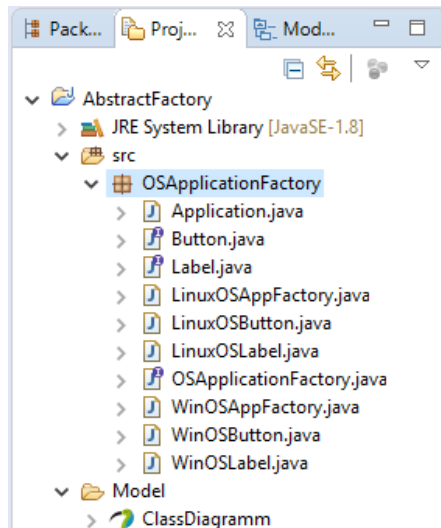 Pack... Proj... Mod...
AbstractFactory
JRE System Library [JavaSE-1.8]
src
OSApplicationFactory
Application.java
Button.java
Label.java
LinuxOSAppFactory.java
LinuxOSButton.java
LinuxOSLabel.java
OSApplicationFactory.java
WinOSAppFactory.java
WinOSButton.java
WinOSLabel.java
Model
ClassDiagramm